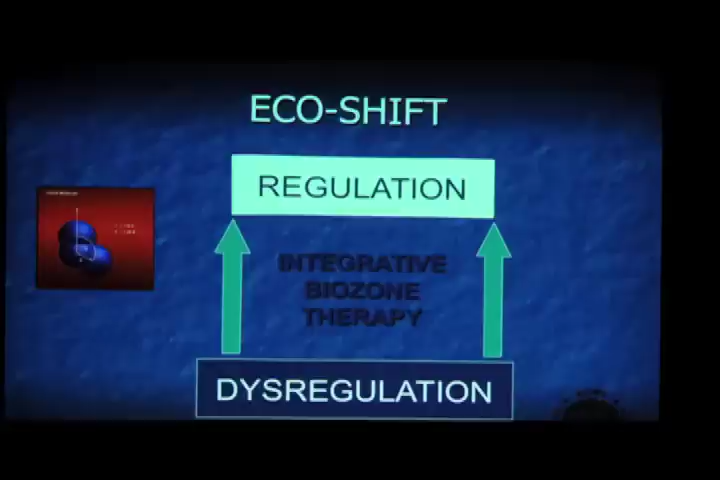 ECO-SHIFT
REGULATION
INTEGRATIVE
BIOZONE
THERAPY
DYSREGULATION